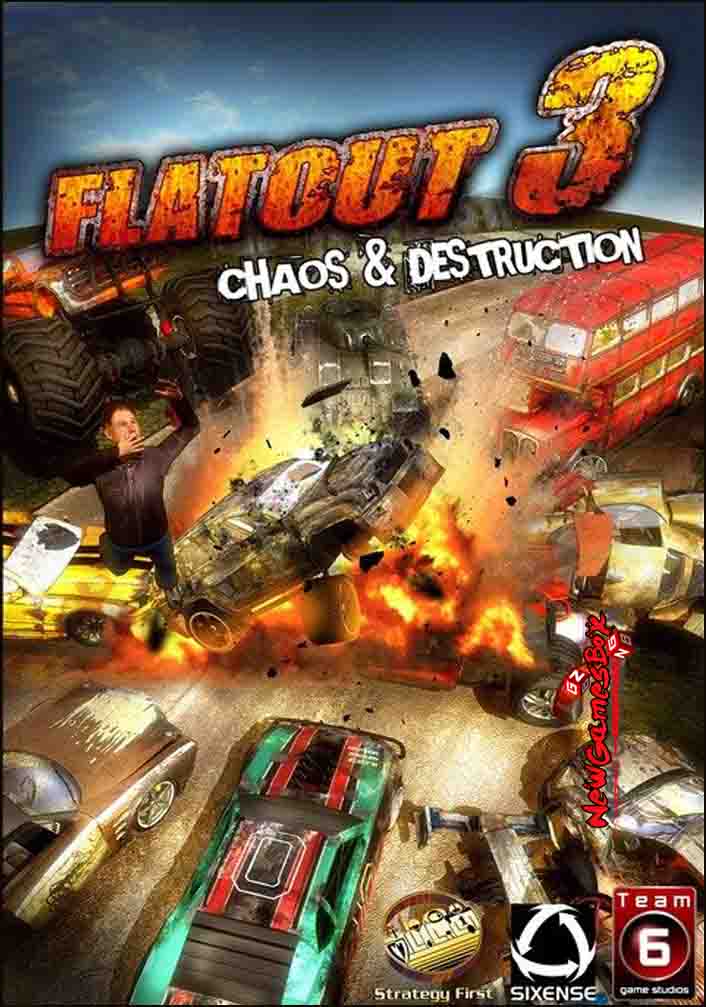 FLATOUT 3
CHAOS & DESTRUCTION
NewGamesBox
Strategy First
SIXENSE
Team
6
game studios